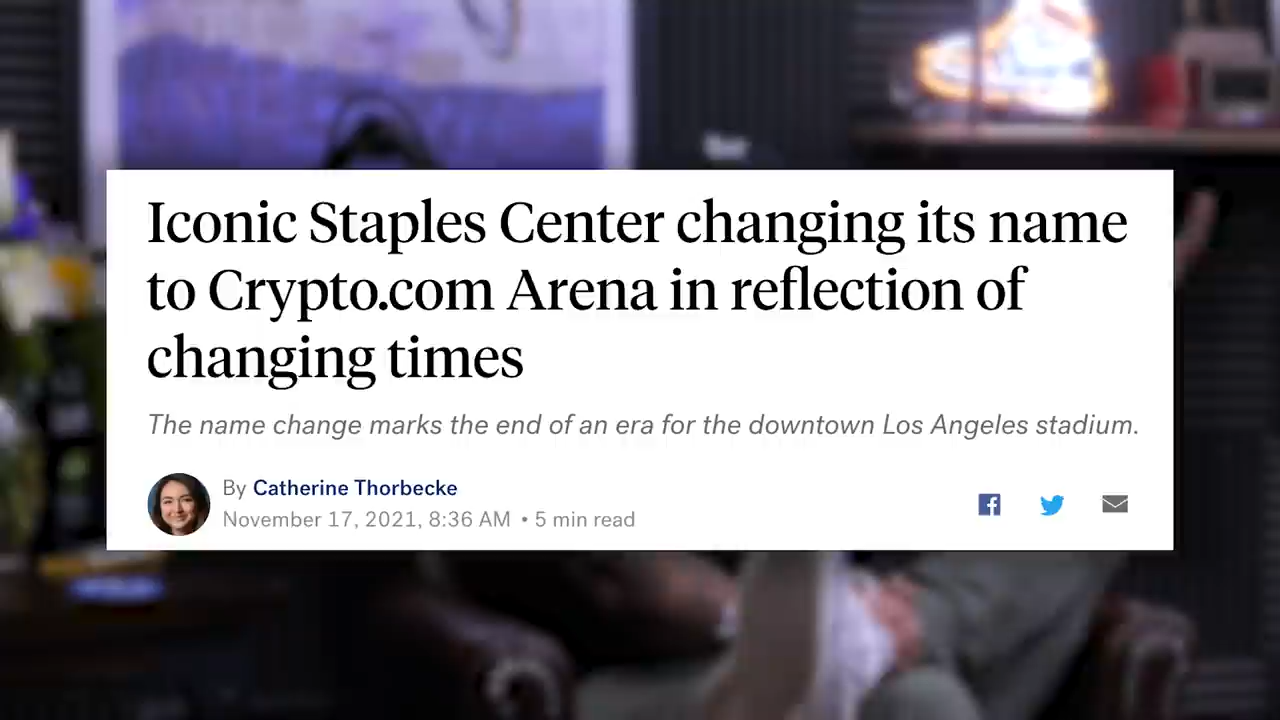 Iconic Staples Center changing its name
to Crypto.com Arena in reflection of
changing times
The name change marks the end of an era for the downtown Los Angeles stadium.
By Catherine Thorbecke
November 17, 2021, 8:36 AM • 5 min read